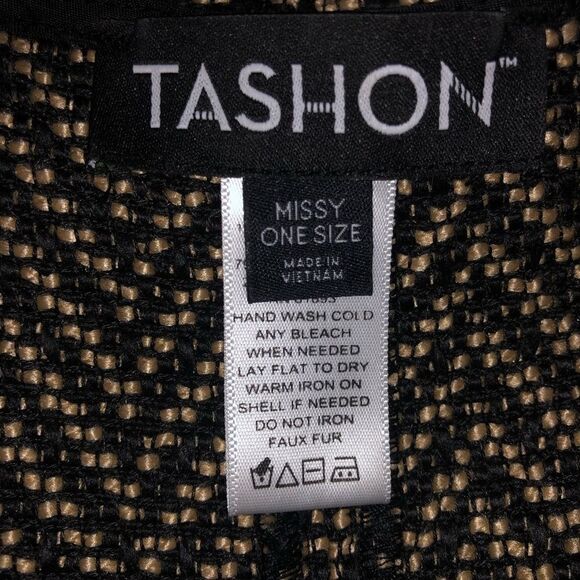 TASHON™
MISSY
ONE SIZE
MADE IN
VIETNAM
HAND WASH COLD
ANY BLEACH
WHEN NEEDED
LAY FLAT TO DRY
WARM IRON ON
SHELL IF NEEDED
DO NOT IRON
FAUX FUR